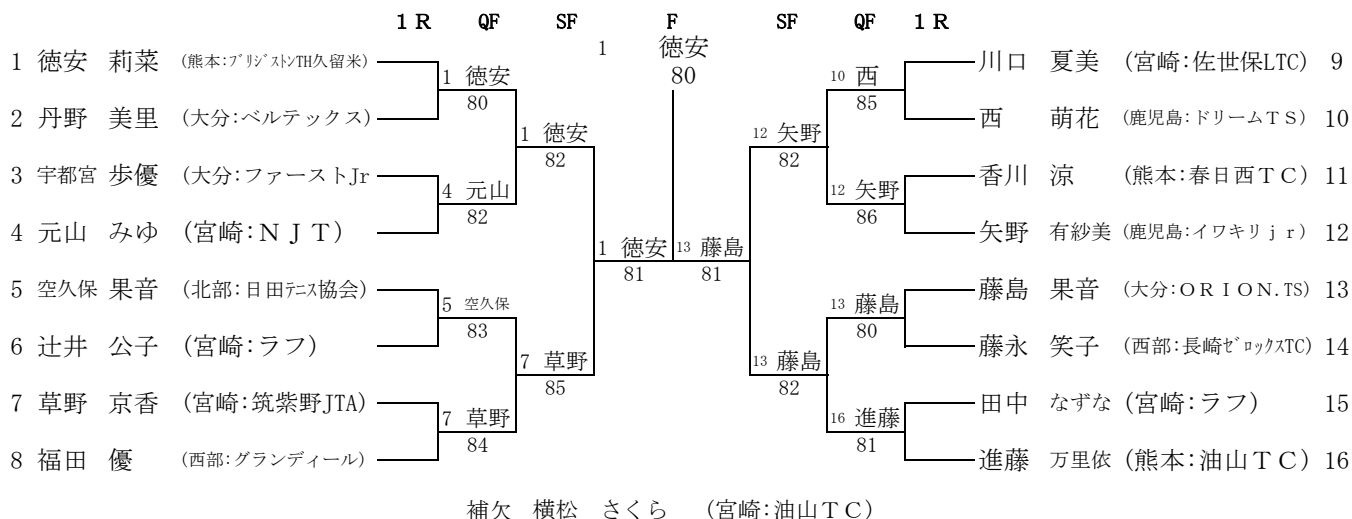 1 R QF SF F SF QF 1 R
1 徳安
80
1 徳安 莉菜 (熊本:ブリジストンTH久留米) 川口 夏美 (宮崎:佐世保LTC) 9
1 徳安 10 西
80 85
2 丹野 美里 (大分:ベルテックス) 西 萌花 (鹿児島:ドリームＴＳ) 10
1 徳安 12 矢野
82 82
3 宇都宮 歩優 (大分:ファーストJr) 香川 涼 (熊本:春日西ＴＣ) 11
4 元山 12 矢野
82 86
4 元山 みゆ (宮崎:ＮＪＴ) 矢野 有紗美 (鹿児島:イワキリｊｒ) 12
1 徳安 13 藤島
81 81
5 空久保 果音 (北部:日田テニス協会) 藤島 果音 (大分:ＯＲＩＯＮ.TS) 13
5 空久保 13 藤島
83 80
6 辻井 公子 (宮崎:ラフ) 藤永 笑子 (西部:長崎ゼロックスTC) 14
7 草野 13 藤島
85 82
7 草野 京香 (宮崎:筑紫野JTA) 田中 なずな (宮崎:ラフ) 15
7 草野 16 進藤
84 81
8 福田 優 (西部:グランディール) 進藤 万里依 (熊本:油山ＴＣ) 16
補欠 横松 さくら (宮崎:油山ＴＣ)